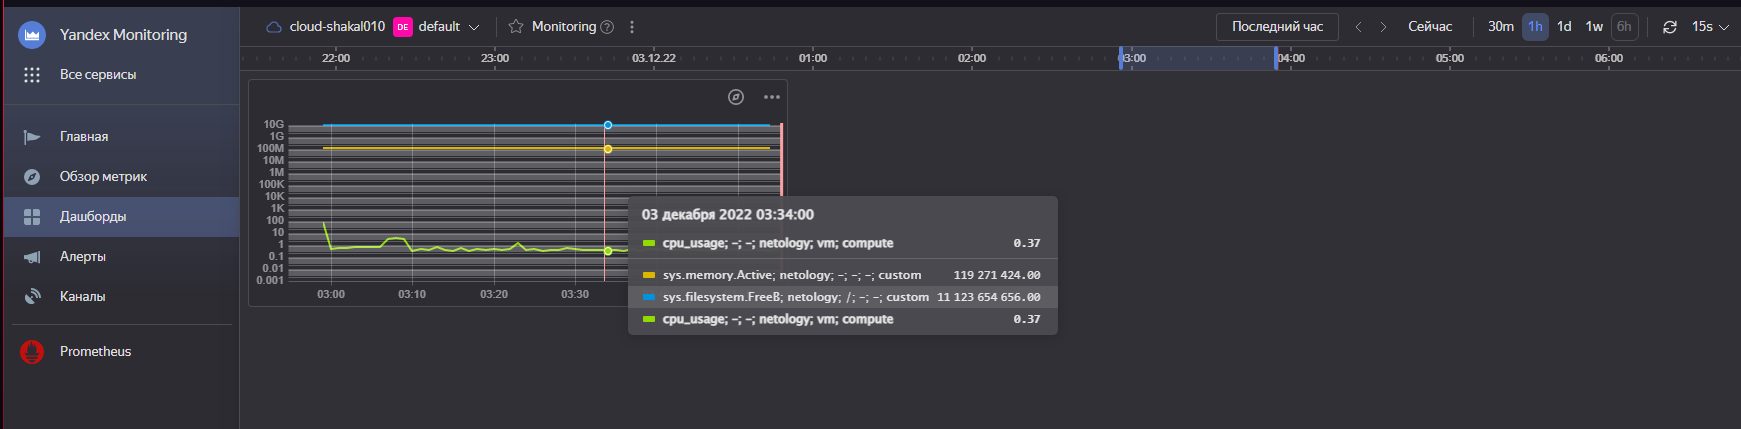 Yandex Monitoring
Все сервисы
Главная
Обзор метрик
Дашборды
Алерты
Каналы
Prometheus
cloud-shakal010 DE default Monitoring ?
Последний час Сейчас 30m 1h 1d 1w 6h 15s
22:00 23:00 03.12.22 01:00 02:00 03:00 04:00 05:00 06:00
10G
1G
100M
10M
1M
100K
10K
1K
100
10
1
0.1
0.01
0.001
03:00 03:10 03:20 03:30
03 декабря 2022 03:34:00
cpu_usage; -; -; netology; vm; compute 0.37
sys.memory.Active; netology; -; -; -; custom 119 271 424.00
sys.filesystem.FreeB; netology; /; -; -; custom 11 123 654 656.00
cpu_usage; -; -; netology; vm; compute 0.37